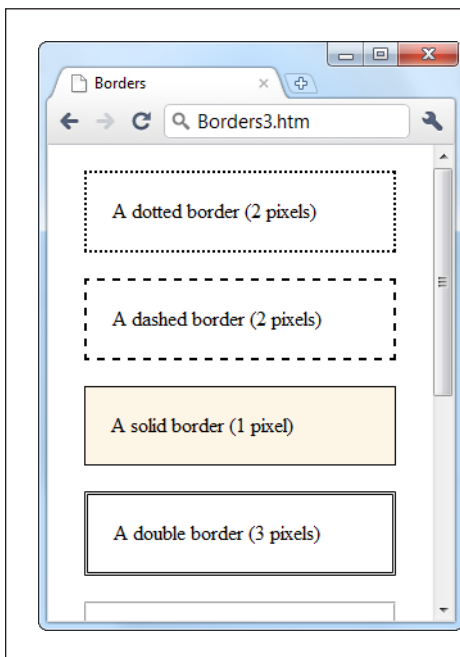 Borders
Borders3.htm
A dotted border (2 pixels)
A dashed border (2 pixels)
A solid border (1 pixel)
A double border (3 pixels)